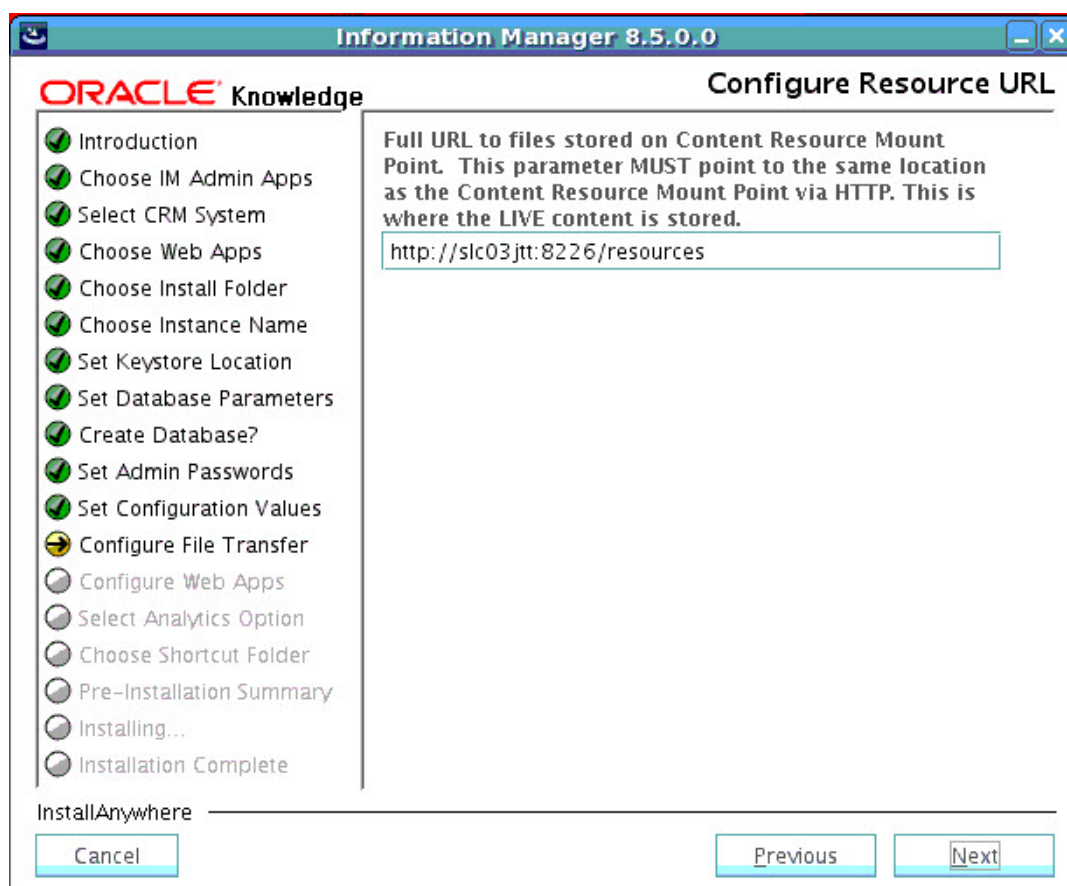 Information Manager 8.5.0.0
ORACLE Knowledge
Configure Resource URL
Introduction
Choose IM Admin Apps
Select CRM System
Choose Web Apps
Choose Install Folder
Choose Instance Name
Set Keystore Location
Set Database Parameters
Create Database?
Set Admin Passwords
Set Configuration Values
Configure File Transfer
Configure Web Apps
Select Analytics Option
Choose Shortcut Folder
Pre-Installation Summary
Installing...
Installation Complete
Full URL to files stored on Content Resource Mount
Point.  This parameter MUST point to the same location
as the Content Resource Mount Point via HTTP. This is
where the LIVE content is stored.
http://slc03jtt:8226/resources
InstallAnywhere
Cancel
Previous
Next